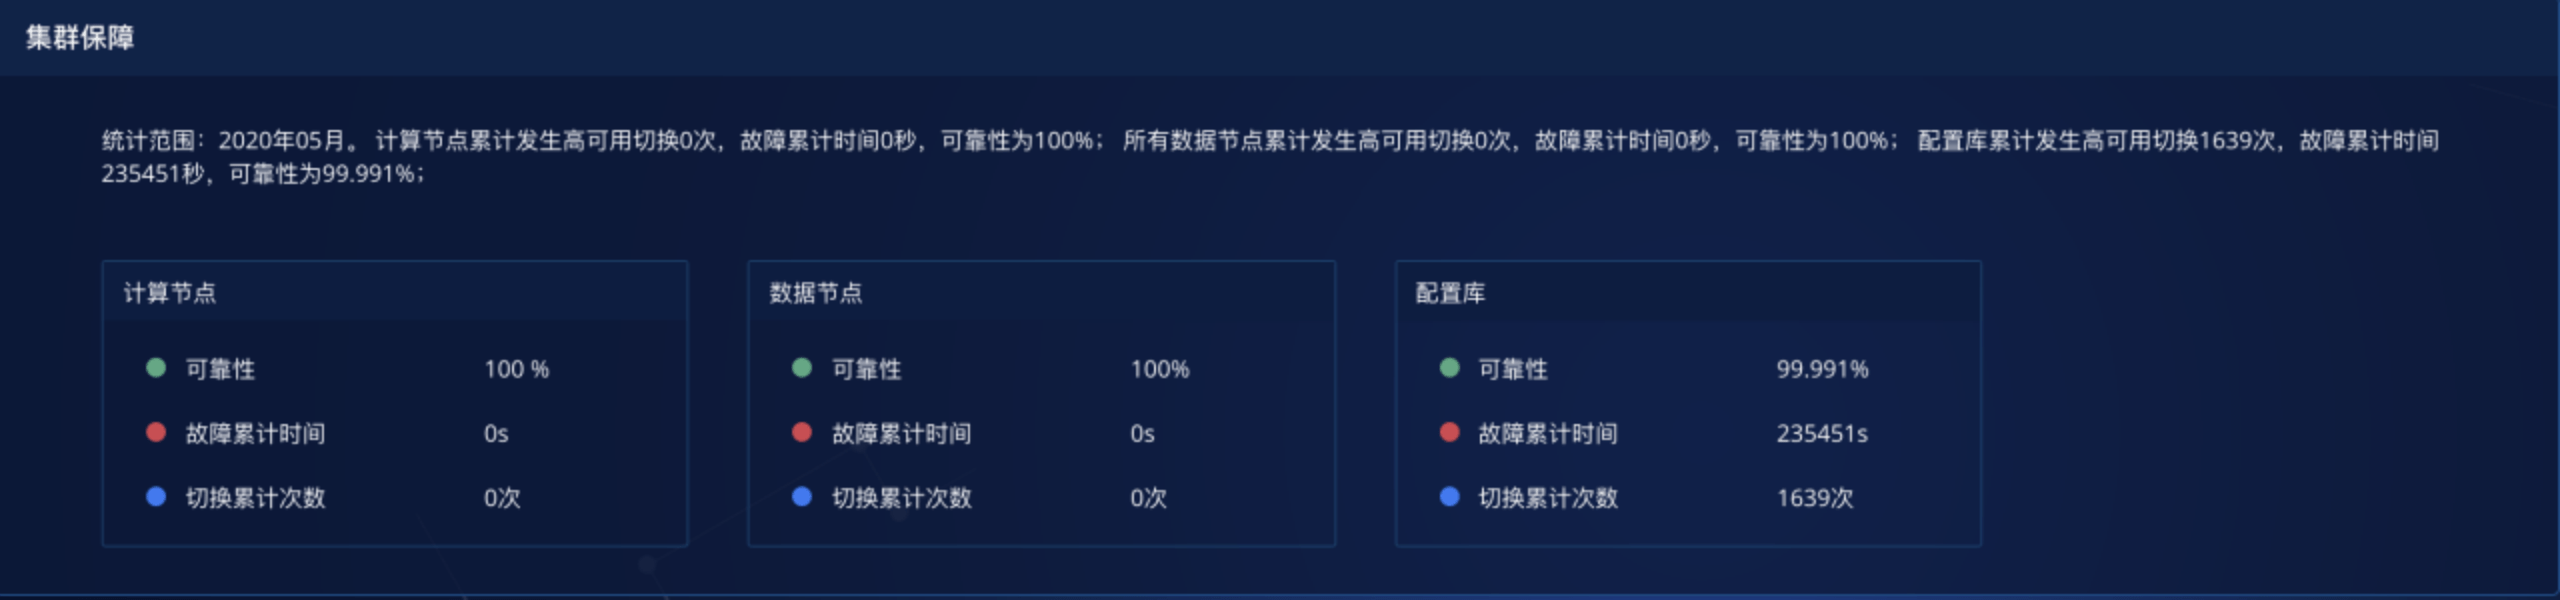 集群保障
统计范围：2020年05月。 计算节点累计发生高可用切换0次，故障累计时间0秒，可靠性为100%； 所有数据节点累计发生高可用切换0次，故障累计时间0秒，可靠性为100%； 配置库累计发生高可用切换1639次，故障累计时间
235451秒，可靠性为99.991%；
计算节点 数据节点 配置库
可靠性 100 % 可靠性 100% 可靠性 99.991%
故障累计时间 0s 故障累计时间 0s 故障累计时间 235451s
切换累计次数 0次 切换累计次数 0次 切换累计次数 1639次